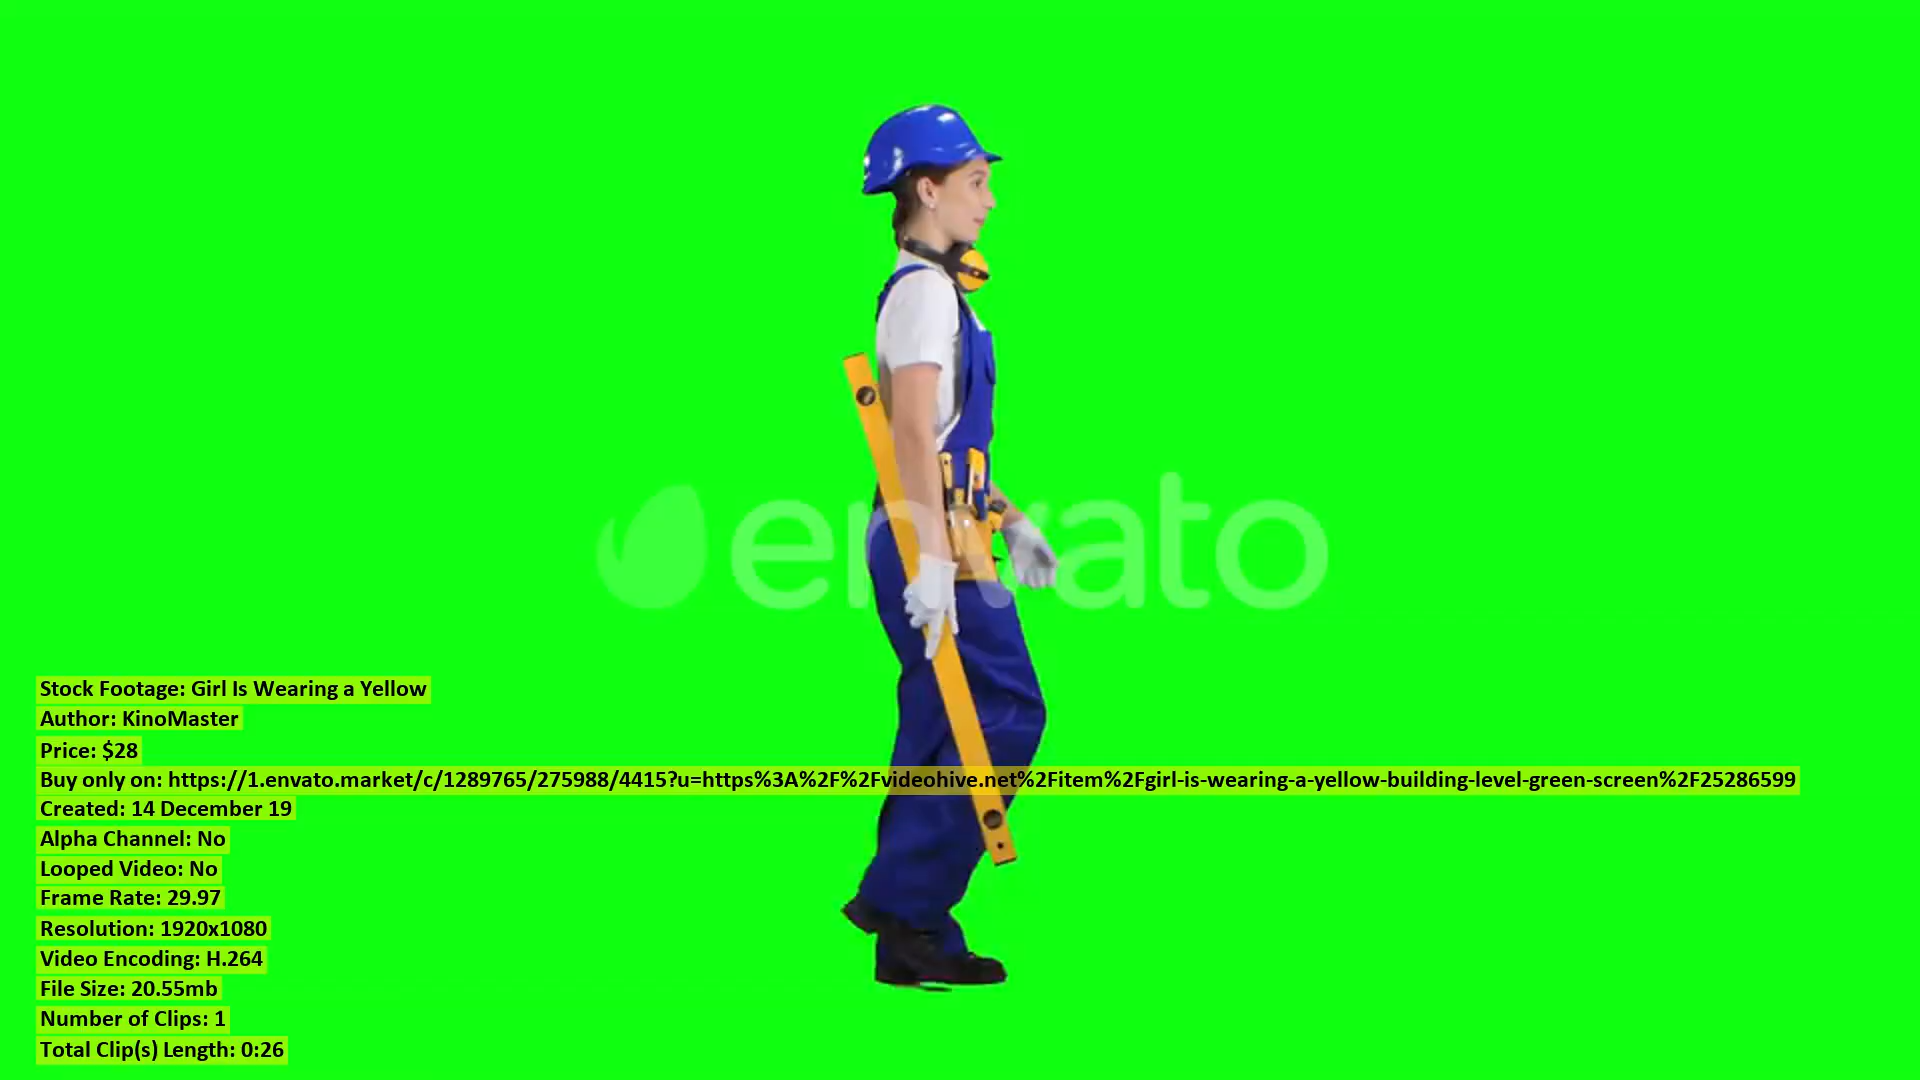 envato
Stock Footage: Girl Is Wearing a Yellow
Author: KinoMaster
Price: $28
Buy only on: https://1.envato.market/c/1289765/275988/4415?u=https%3A%2F%2Fvideohive.net%2Fitem%2Fgirl-is-wearing-a-yellow-building-level-green-screen%2F25286599
Created: 14 December 19
Alpha Channel: No
Looped Video: No
Frame Rate: 29.97
Resolution: 1920x1080
Video Encoding: H.264
File Size: 20.55mb
Number of Clips: 1
Total Clip(s) Length: 0:26